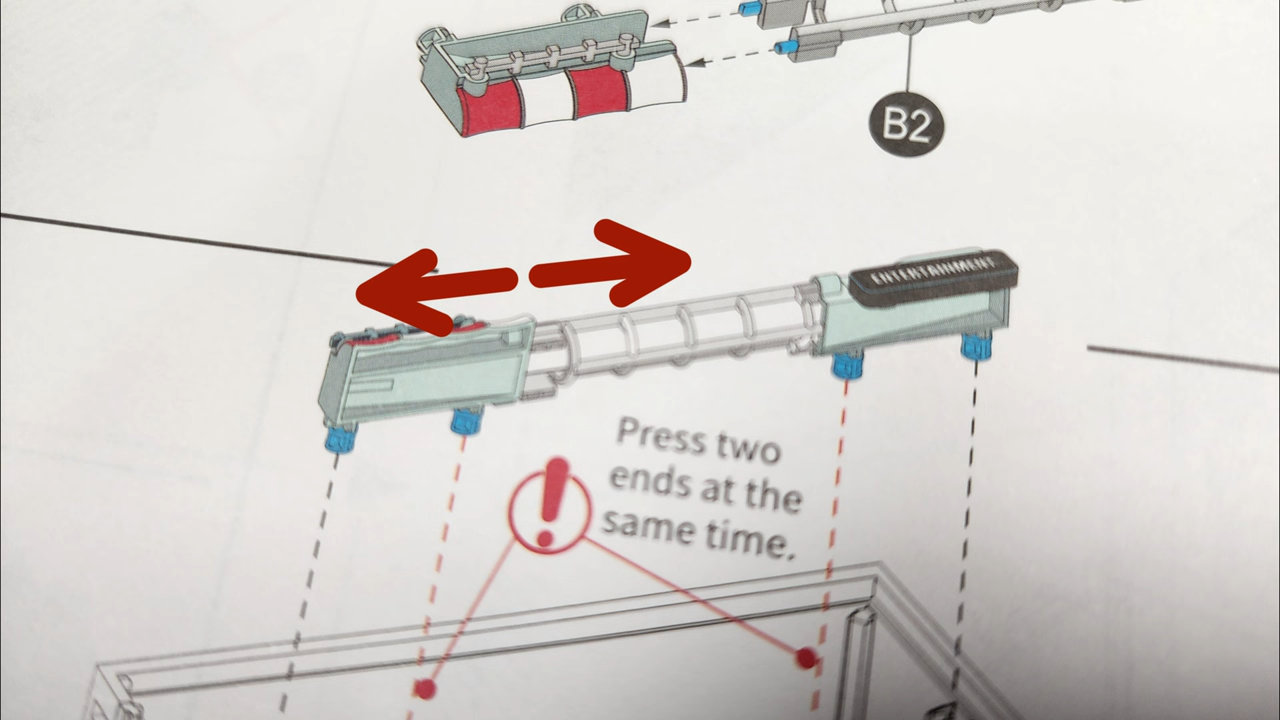 B2
ENTERTAINMENT
Press two
ends at the
same time.